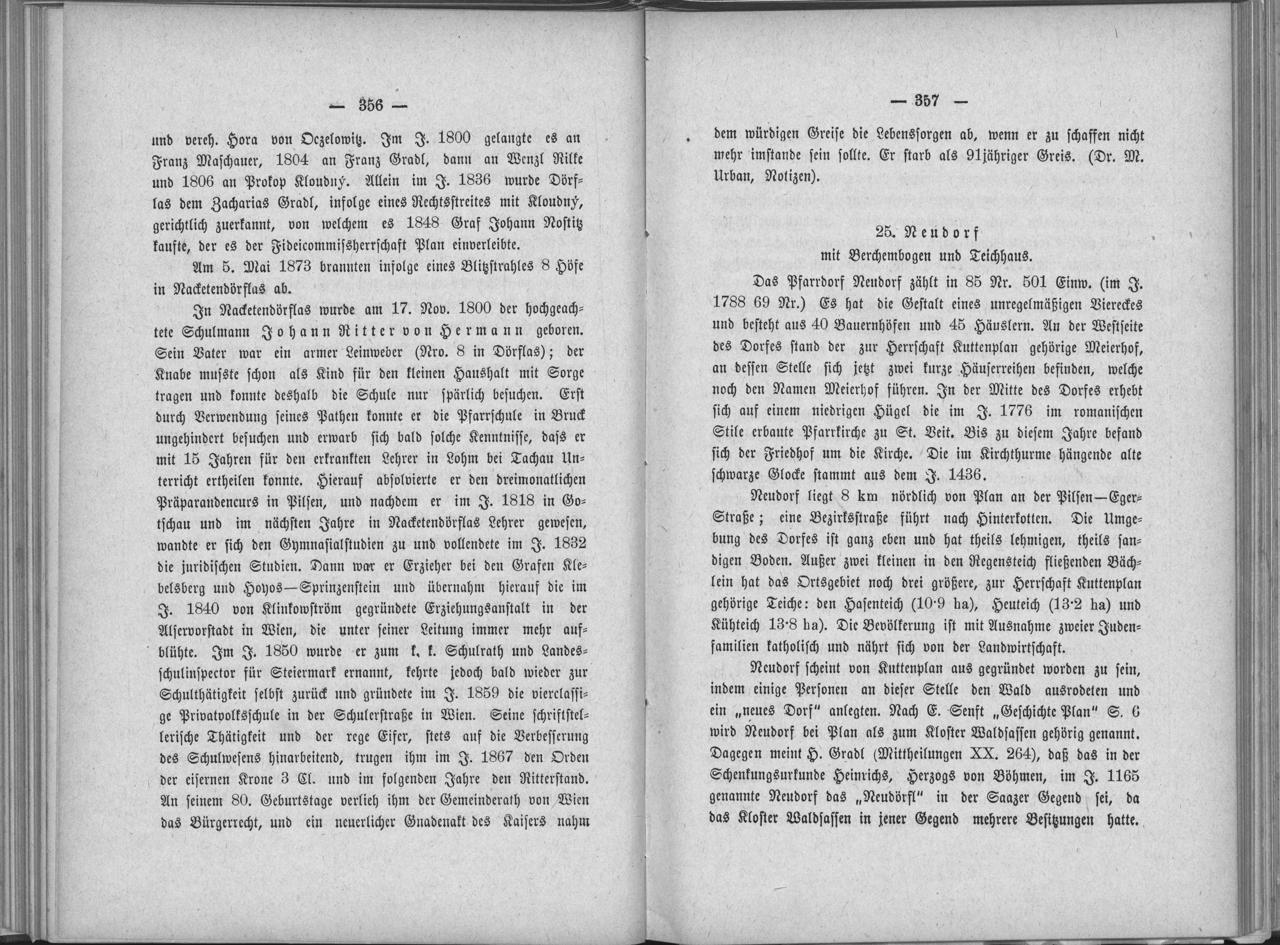 — 356 —
und vereh. Hora von Oczelowitz. Im J. 1800 gelangte es an
Franz Maschauer, 1804 an Franz Gradl, dann an Wenzl Rilke
und 1806 an Prokop Kloudný. Allein im J. 1836 wurde Dörf-
las dem Zacharias Gradl, infolge eines Rechtsstreites mit Kloudný,
gerichtlich zuerkannt, von welchem es 1848 Graf Johann Nostitz
kaufte, der es der Fideicommissherrschaft Plan einverleibte.
Am 5. Mai 1873 brannten infolge eines Blitzstrahles 8 Höfe
in Nacketendörflas ab.
In Nacketendörflas wurde am 17. Nov. 1800 der hochgeach-
tete Schulmann Johann Ritter von Hermann geboren.
Sein Vater war ein armer Leinweber (Nro. 8 in Dörflas); der
Knabe musste schon als Kind für den kleinen Haushalt mit Sorge
tragen und konnte deshalb die Schule nur spärlich besuchen. Erst
durch Verwendung seines Pathen konnte er die Pfarrschule in Bruck
ungehindert besuchen und erwarb sich bald solche Kenntnisse, dass er
mit 15 Jahren für den erkrankten Lehrer in Lohm bei Tachau Un-
terricht ertheilen konnte. Hierauf absolvierte er den dreimonatlichen
Präparandencurs in Pilsen, und nachdem er im J. 1818 in Go-
tschau und im nächsten Jahre in Nacketendörflas Lehrer gewesen,
wandte er sich den Gymnasialstudien zu und vollendete im J. 1832
die juridischen Studien. Dann war er Erzieher bei den Grafen Kle-
belsberg und Hoyos—Sprinzenstein und übernahm hierauf die im
J. 1840 von Klinkowström gegründete Erziehungsanstalt in der
Alservorstadt in Wien, die unter seiner Leitung immer mehr auf-
blühte. Im J. 1850 wurde er zum k. k. Schulrath und Landes-
schulinspector für Steiermark ernannt, kehrte jedoch bald wieder zur
Schulthätigkeit selbst zurück und gründete im J. 1859 die vierclassi-
ge Privatvolksschule in der Schulerstraße in Wien. Seine schriftstel-
lerische Thätigkeit und der rege Eifer, stets auf die Verbesserung
des Schulwesens hinarbeitend, trugen ihm im J. 1867 den Orden
der eisernen Krone 3 Cl. und im folgenden Jahre den Ritterstand.
An seinem 80. Geburtstage verlieh ihm der Gemeinderath von Wien
das Bürgerrecht, und ein neuerlicher Gnadenakt des Kaisers nahm
— 357 —
dem würdigen Greise die Lebenssorgen ab, wenn er zu schaffen nicht
mehr imstande sein sollte. Er starb als 91jähriger Greis. (Dr. M.
Urban, Notizen).
25. Neudorf
mit Berchembogen und Teichhaus.
Das Pfarrdorf Neudorf zählt in 85 Nr. 501 Einw. (im J.
1788 69 Nr.) Es hat die Gestalt eines unregelmäßigen Viereckes
und besteht aus 40 Bauernhöfen und 45 Häuslern. An der Westseite
des Dorfes stand der zur Herrschaft Kuttenplan gehörige Meierhof,
an dessen Stelle sich jetzt zwei kurze Häuserreihen befinden, welche
noch den Namen Meierhof führen. In der Mitte des Dorfes erhebt
sich auf einem niedrigen Hügel die im J. 1776 im romanischen
Stile erbaute Pfarrkirche zu St. Veit. Bis zu diesem Jahre befand
sich der Friedhof um die Kirche. Die im Kirchthurme hängende alte
schwarze Glocke stammt aus dem J. 1436.
Neudorf liegt 8 km nördlich von Plan an der Pilsen—Eger-
Straße; eine Bezirksstraße führt nach Hinterkotten. Die Umge-
bung des Dorfes ist ganz eben und hat theils lehmigen, theils san-
digen Boden. Außer zwei kleinen in den Regensteich fließenden Bäch-
lein hat das Ortsgebiet noch drei größere, zur Herrschaft Kuttenplan
gehörige Teiche: den Hasenteich (10·9 ha), Heuteich (13·2 ha) und
Kühteich 13·8 ha). Die Bevölkerung ist mit Ausnahme zweier Juden-
familien katholisch und nährt sich von der Landwirtschaft.
Neudorf scheint von Kuttenplan aus gegründet worden zu sein,
indem einige Personen an dieser Stelle den Wald ausrodeten und
ein „neues Dorf" anlegten. Nach E. Senft „Geschichte Plan" S. 6
wird Neudorf bei Plan als zum Kloster Waldsassen gehörig genannt.
Dagegen meint H. Gradl (Mittheilungen XX. 264), daß das in der
Schenkungsurkunde Heinrichs, Herzogs von Böhmen, im J. 1165
genannte Neudorf das „Neudörfl" in der Saazer Gegend sei, da
das Kloster Waldsassen in jener Gegend mehrere Besitzungen hatte.